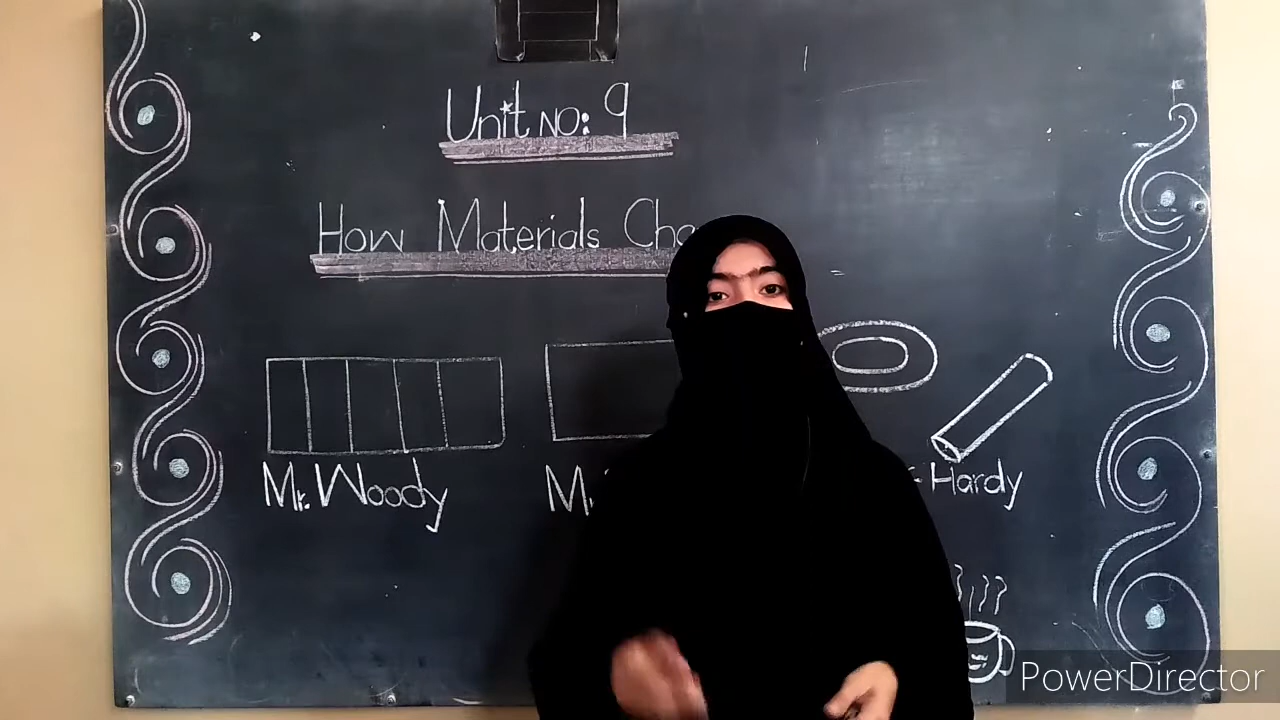 Unit No: 9
How Materials Cha
Mr. Woody
M
Hardy
PowerDirector